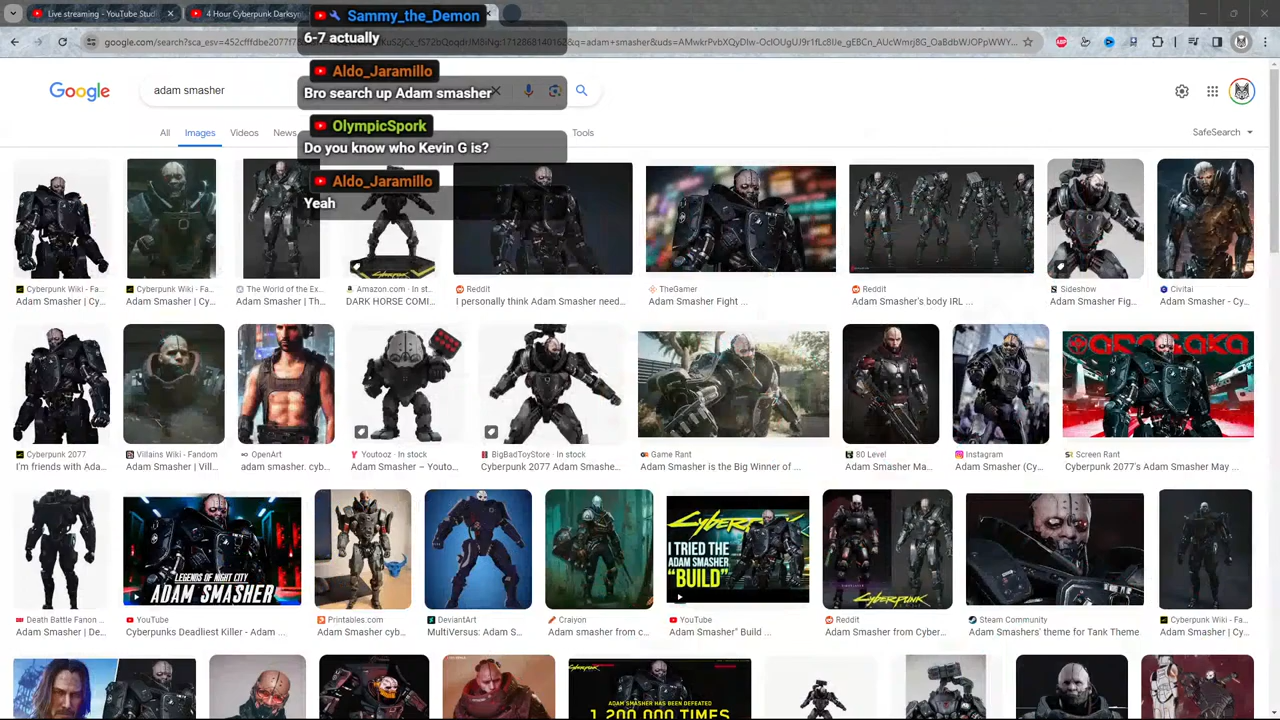 Live streaming - YouTube Stud
4 Hour Cyberpunk Darksyn
Sammy_the_Demon
6-7 actually
Aldo_Jaramillo
Bro search up Adam smasher
OlympicSpork
Do you know who Kevin G is?
Aldo_Jaramillo
Yeah
Google
adam smasher
All
Images
Videos
News
Tools
SafeSearch
Cyberpunk Wiki - Fa...
Adam Smasher | Cy...
Cyberpunk Wiki - Fa...
Adam Smasher | Cy...
The World of the Ex...
Adam Smasher | Th...
Amazon.com · In st...
DARK HORSE COMI...
Reddit
I personally think Adam Smasher need...
TheGamer
Adam Smasher Fight ...
Reddit
Adam Smasher's body IRL ...
Sideshow
Adam Smasher Fig...
Civitai
Adam Smasher - Cy...
ARASAKA
Cyberpunk 2077
I'm friends with Ada...
Villains Wiki - Fandom
Adam Smasher | Vill...
OpenArt
adam smasher. cyb...
Youtooz · In stock
Adam Smasher – Youto...
BigBadToyStore · In stock
Cyberpunk 2077 Adam Smashe...
Game Rant
Adam Smasher is the Big Winner of ...
80 Level
Adam Smasher Ma...
Instagram
Adam Smasher (Cy...
Screen Rant
Cyberpunk 2077's Adam Smasher May ...
LEGENDS OF NIGHT CITY
ADAM SMASHER
Cyberpunk
I TRIED THE
ADAM SMASHER
"BUILD"
CYBERPUNK
Death Battle Fanon ...
Adam Smasher | De...
YouTube
Cyberpunks Deadliest Killer - Adam ...
Printables.com
Adam Smasher cyb...
DeviantArt
MultiVersus: Adam S...
Craiyon
Adam smasher from c...
YouTube
Adam Smasher" Build ...
Reddit
Adam Smasher from Cyber...
Steam Community
Adam Smashers' theme for Tank Theme
Cyberpunk Wiki - Fa...
Adam Smasher | Cy...
ADAM SMASHER HAS BEEN DEFEATED
1,200,000 TIMES